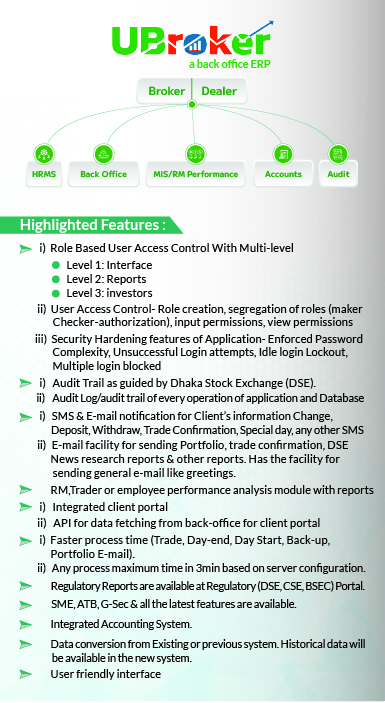 UBroker
a back office ERP
Broker Dealer
HRMS Back Office MIS/RM Performance Accounts Audit
Highlighted Features :
i) Role Based User Access Control With Multi-level
Level 1: Interface
Level 2: Reports
Level 3: investors
ii) User Access Control- Role creation, segregation of roles (maker
Checker-authorization), input permissions, view permissions
iii) Security Hardening features of Application- Enforced Password
Complexity, Unsuccessful Login attempts, Idle login Lockout,
Multiple login blocked
i) Audit Trail as guided by Dhaka Stock Exchange (DSE).
ii) Audit Log/audit trail of every operation of application and Database
i) SMS & E-mail notification for Client's information Change,
Deposit, Withdraw, Trade Confirmation, Special day, any other SMS
ii) E-mail facility for sending Portfolio, trade confirmation, DSE
News research reports & other reports. Has the facility for
sending general e-mail like greetings.
RM,Trader or employee performance analysis module with reports
i) Integrated client portal
ii) API for data fetching from back-office for client portal
i) Faster process time (Trade, Day-end, Day Start, Back-up,
Portfolio E-mail).
ii) Any process maximum time in 3min based on server configuration.
Regulatory Reports are available at Regulatory (DSE, CSE, BSEC) Portal.
SME, ATB, G-Sec & all the latest features are available.
Integrated Accounting System.
Data conversion from Existing or previous system. Historical data will
be available in the new system.
User friendly interface